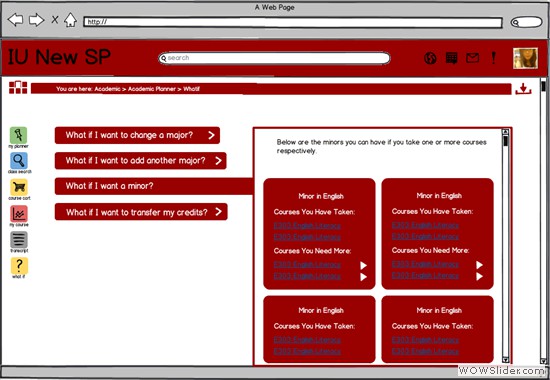 A Web Page
http://
IU New SP
search
You are here: Academic > Academic Planner > Whatif
my planner
class search
course cart
my course
transcript
what if
What if I want to change a major?
What if I want to add another major?
What if I want a minor?
What if I want to transfer my credits?
Below are the minors you can have if you take one or more courses
respectively.
Minor in English
Courses You Have Taken:
E303 English Literacy
E303 English Literacy
Courses You Need More:
E303 English Literacy
E303 English Literacy
Minor in English
Courses You Have Taken:
E303 English Literacy
E303 English Literacy
Courses You Need More:
E303 English Literacy
E303 English Literacy
Minor in English
Courses You Have Taken:
E303 English Literacy
E303 English Literacy
Minor in English
Courses You Have Taken:
E303 English Literacy
E303 English Literacy
WOWSlider.com